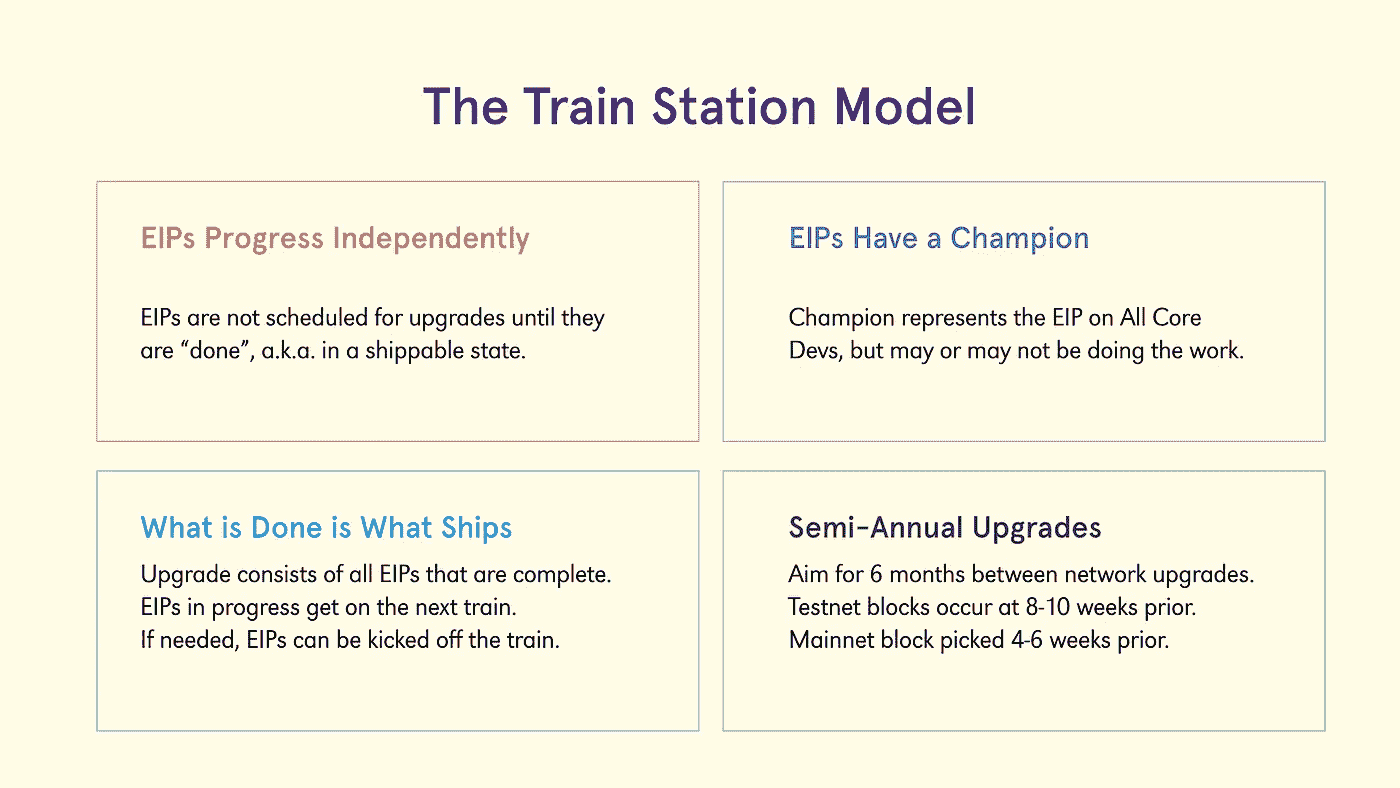 The Train Station Model
EIPs Progress Independently
EIPs are not scheduled for upgrades until they
are “done”, a.k.a. in a shippable state.
EIPs Have a Champion
Champion represents the EIP on All Core
Devs, but may or may not be doing the work.
What is Done is What Ships
Upgrade consists of all EIPs that are complete.
EIPs in progress get on the next train.
If needed, EIPs can be kicked off the train.
Semi-Annual Upgrades
Aim for 6 months between network upgrades.
Testnet blocks occur at 8-10 weeks prior.
Mainnet block picked 4-6 weeks prior.